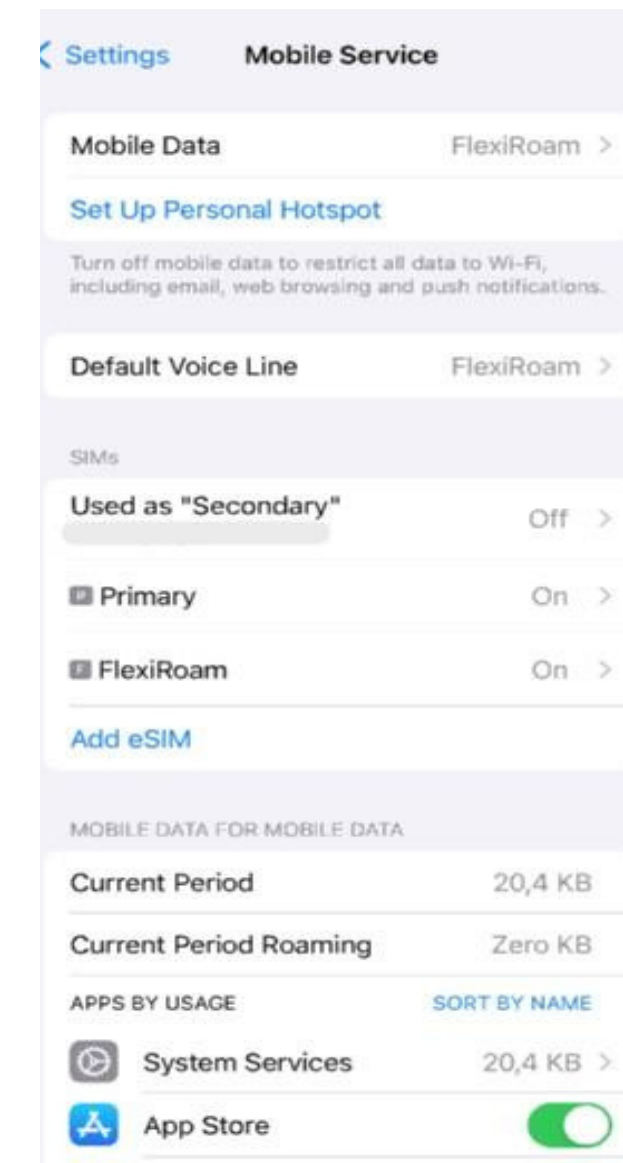 Settings Mobile Service
Mobile Data FlexiRoam
Set Up Personal Hotspot
Turn off mobile data to restrict all data to Wi-Fi,
including email, web browsing and push notifications.
Default Voice Line FlexiRoam
SIMs
Used as "Secondary" Off
P Primary On
F FlexiRoam On
Add eSIM
MOBILE DATA FOR MOBILE DATA
Current Period 20,4 KB
Current Period Roaming Zero KB
APPS BY USAGE SORT BY NAME
System Services 20,4 KB
App Store